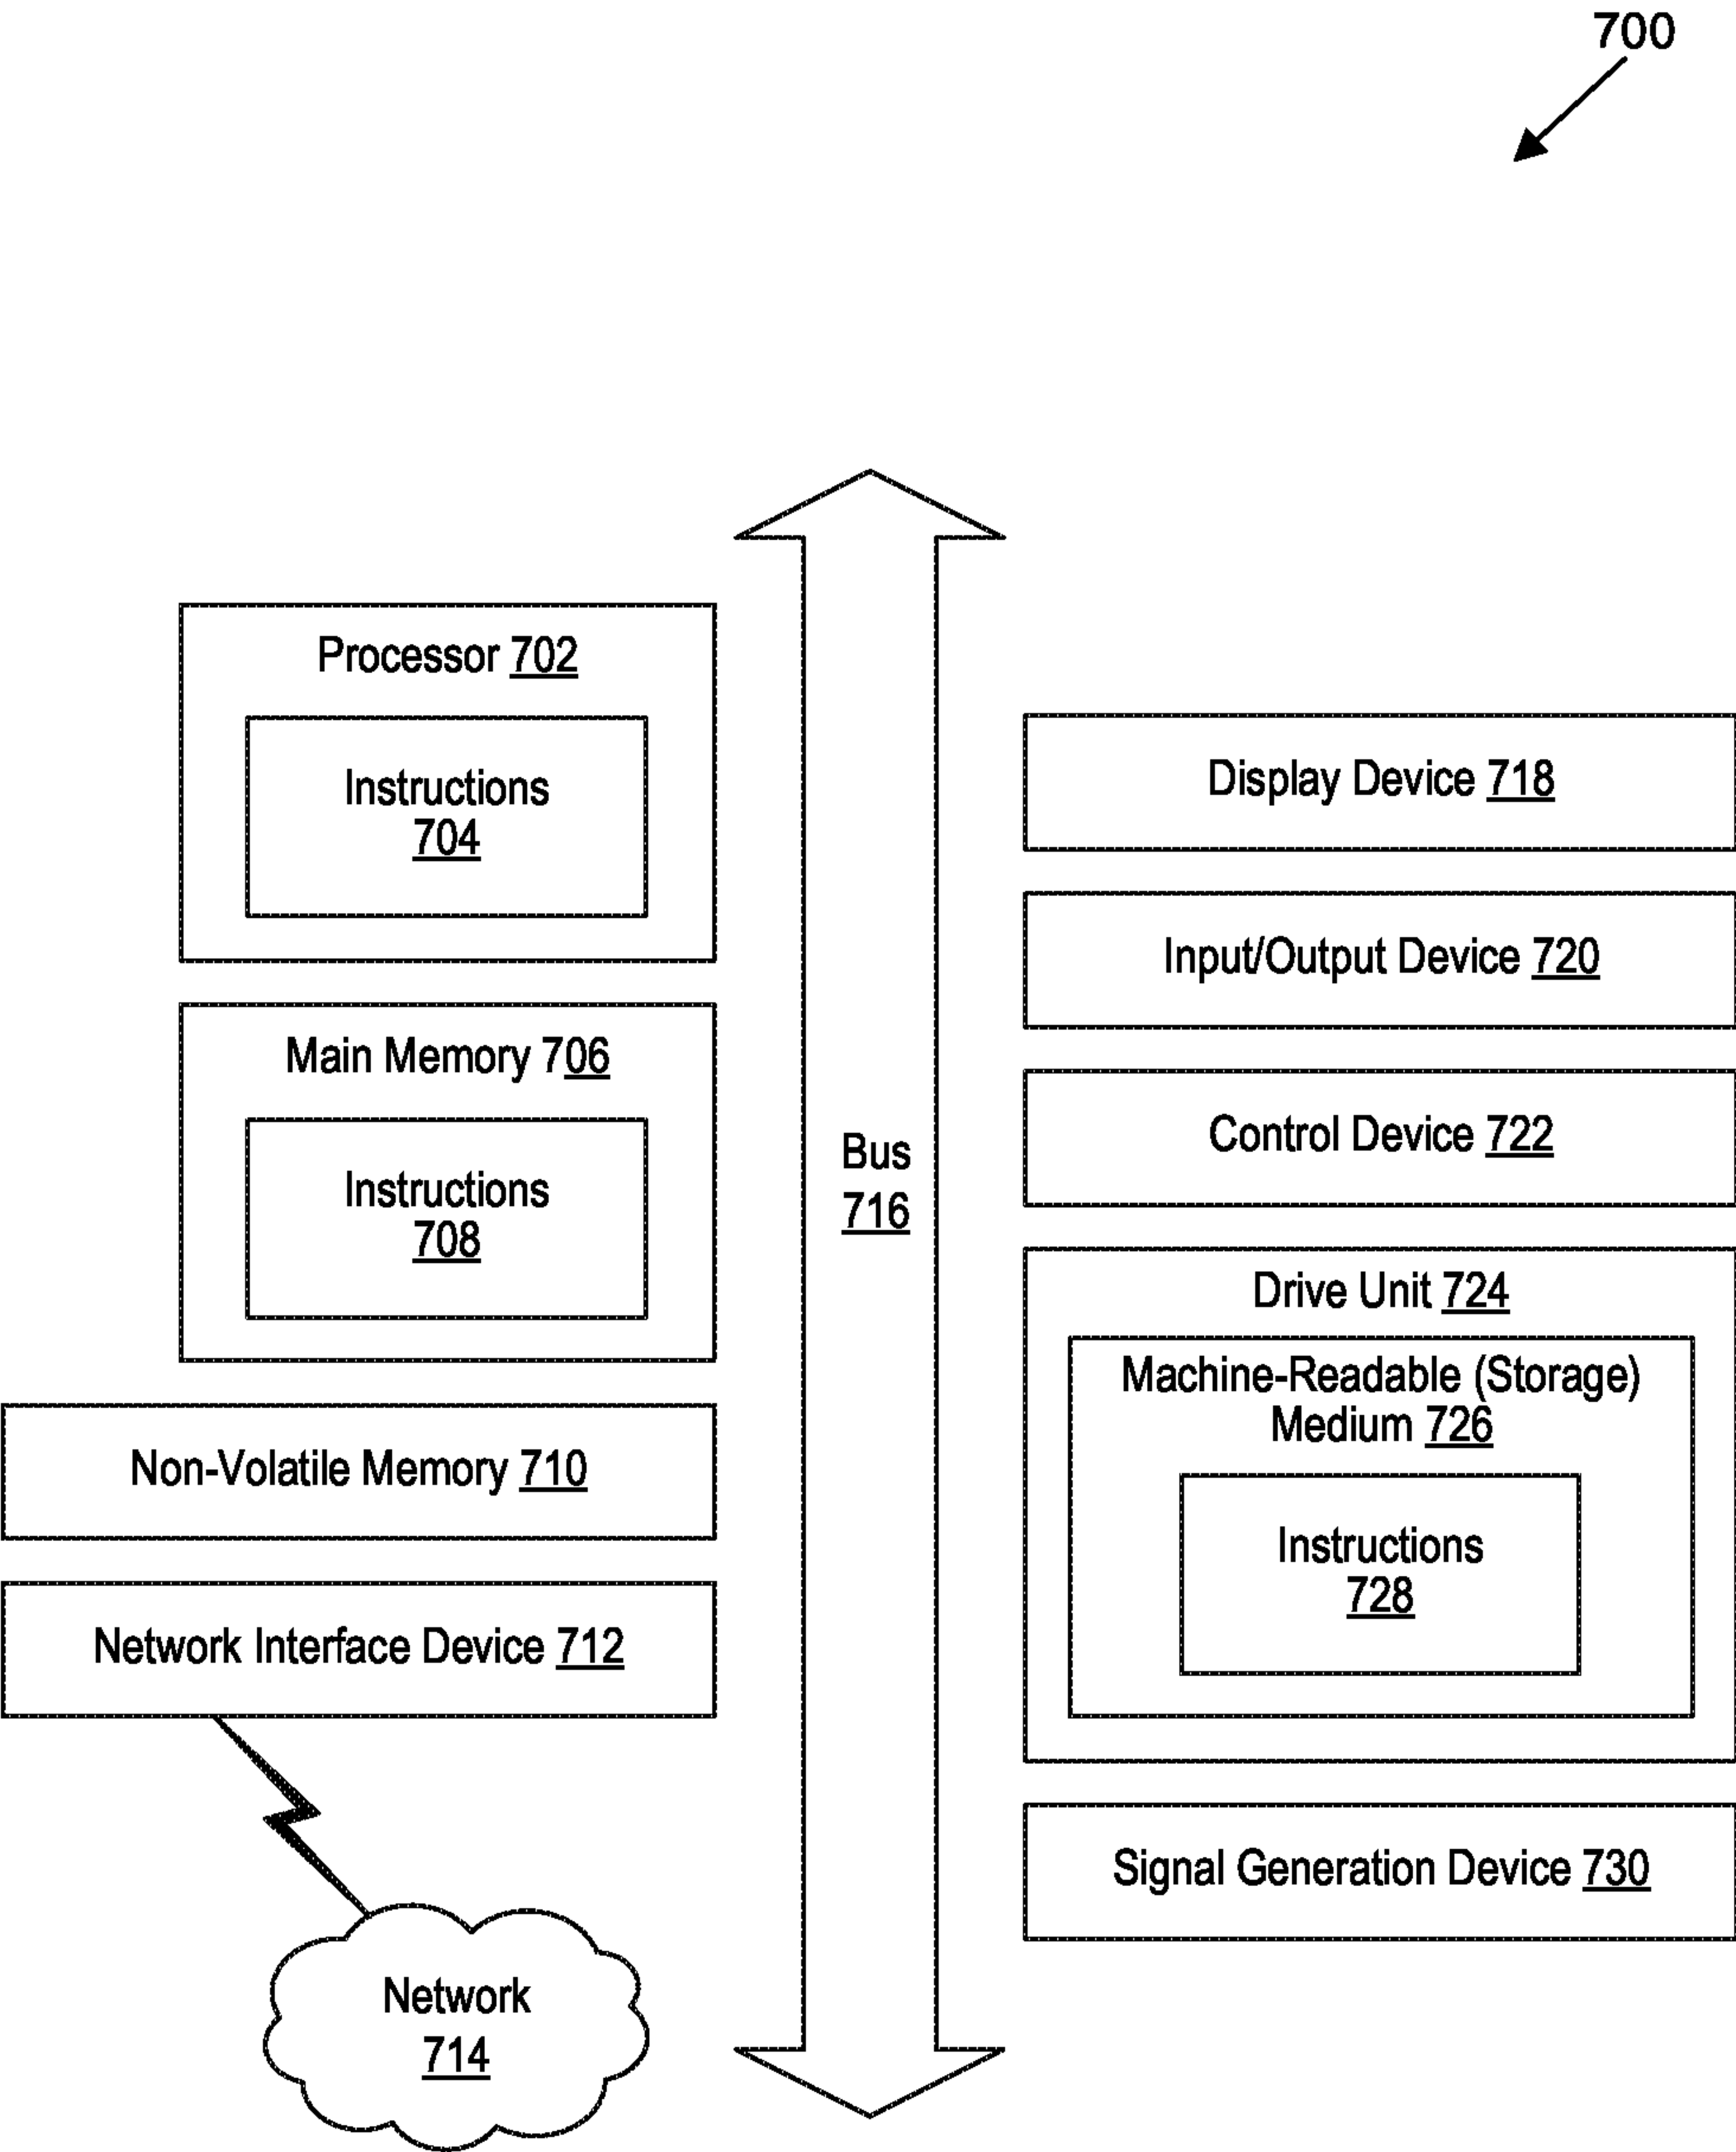 700
Processor 702
Instructions
704
Main Memory 706
Instructions
708
Non-Volatile Memory 710
Network Interface Device 712
Network
714
Bus
716
Display Device 718
Input/Output Device 720
Control Device 722
Drive Unit 724
Machine-Readable (Storage)
Medium 726
Instructions
728
Signal Generation Device 730